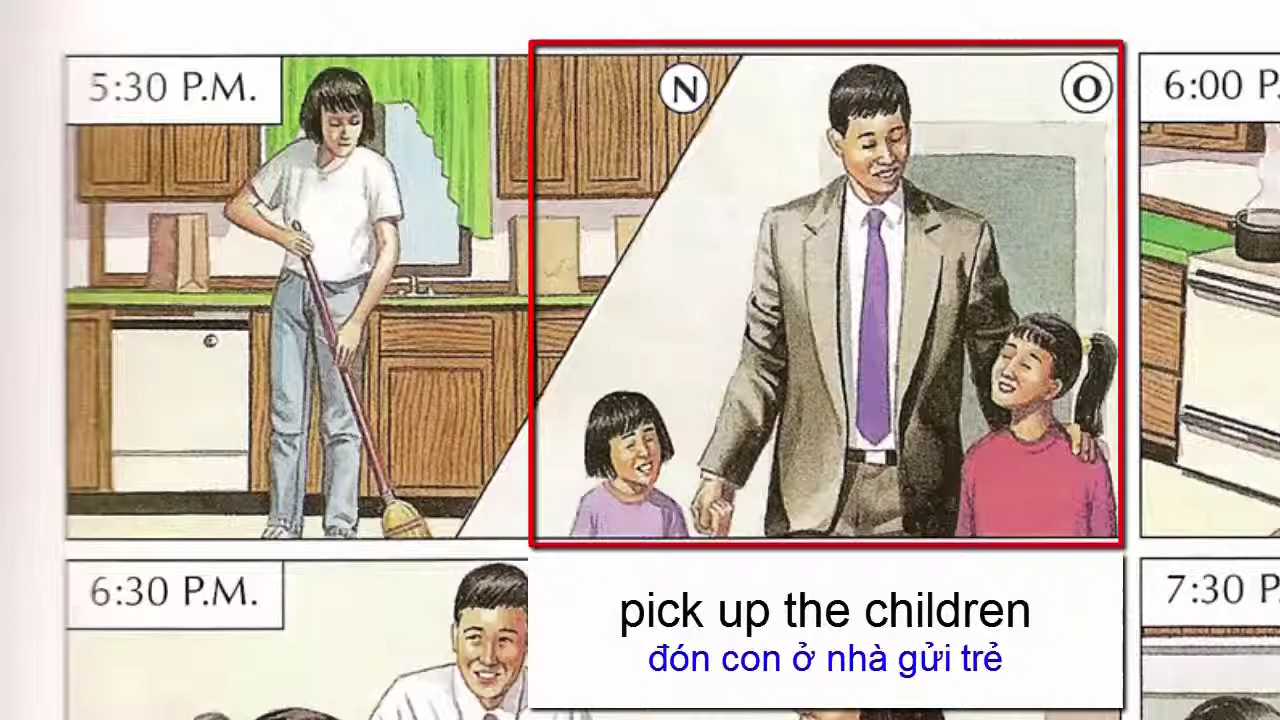 5:30 P.M.
N
O
6:00 P.
6:30 P.M.
pick up the children
đón con ở nhà gửi trẻ
7:30 P.